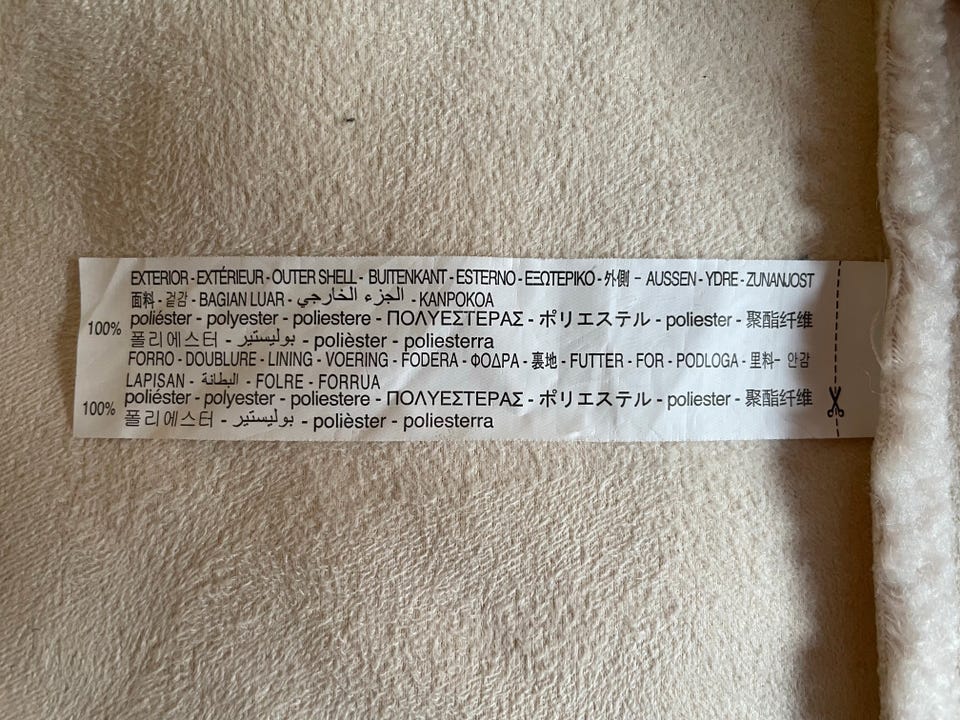 EXTERIOR - EXTÉRIEUR - OUTER SHELL - BUITENKANT - ESTERNO - ΕΞΩΤΕΡΙΚΟ - 外側 - AUSSEN - YDRE - ZUNANJOST
面料 - 겉감 - BAGIAN LUAR - الجزء الخارجي - KANPOKOA
100% poliéster - polyester - poliestere - ΠΟΛΥΕΣΤΕΡΑΣ - ポリエステル - poliester - 聚酯纤维
폴리에스터 - بوليستير - polièster - poliesterra
FORRO - DOUBLURE - LINING - VOERING - FODERA - ΦΟΔΡΑ - 裏地 - FUTTER - FOR - PODLOGA - 里料 - 안감
LAPISAN - البطانة - FOLRE - FORRUA
100% poliéster - polyester - poliestere - ΠΟΛΥΕΣΤΕΡΑΣ - ポリエステル - poliester - 聚酯纤维
폴리에스터 - بوليستير - polièster - poliesterra